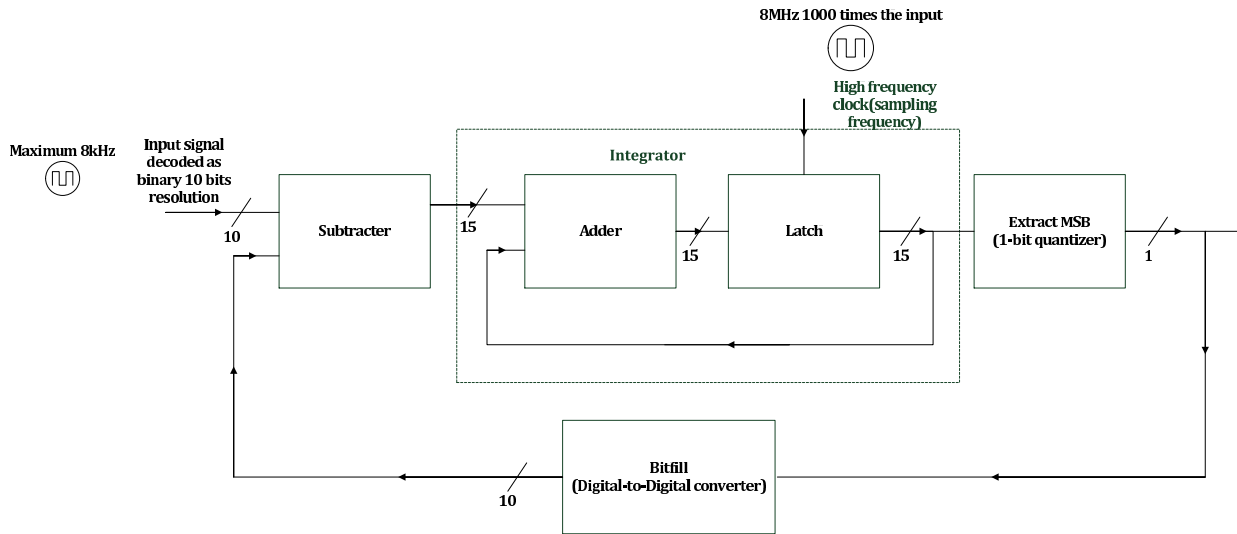 8MHz 1000 times the input
High frequency
clock(sampling
frequency)
Maximum 8kHz
Input signal
decoded as
binary 10 bits
resolution
10
Subtracter
15
Integrator
Adder
15
Latch
15
Extract MSB
(1-bit quantizer)
1
Bitfill
(Digital-to-Digital converter)
10